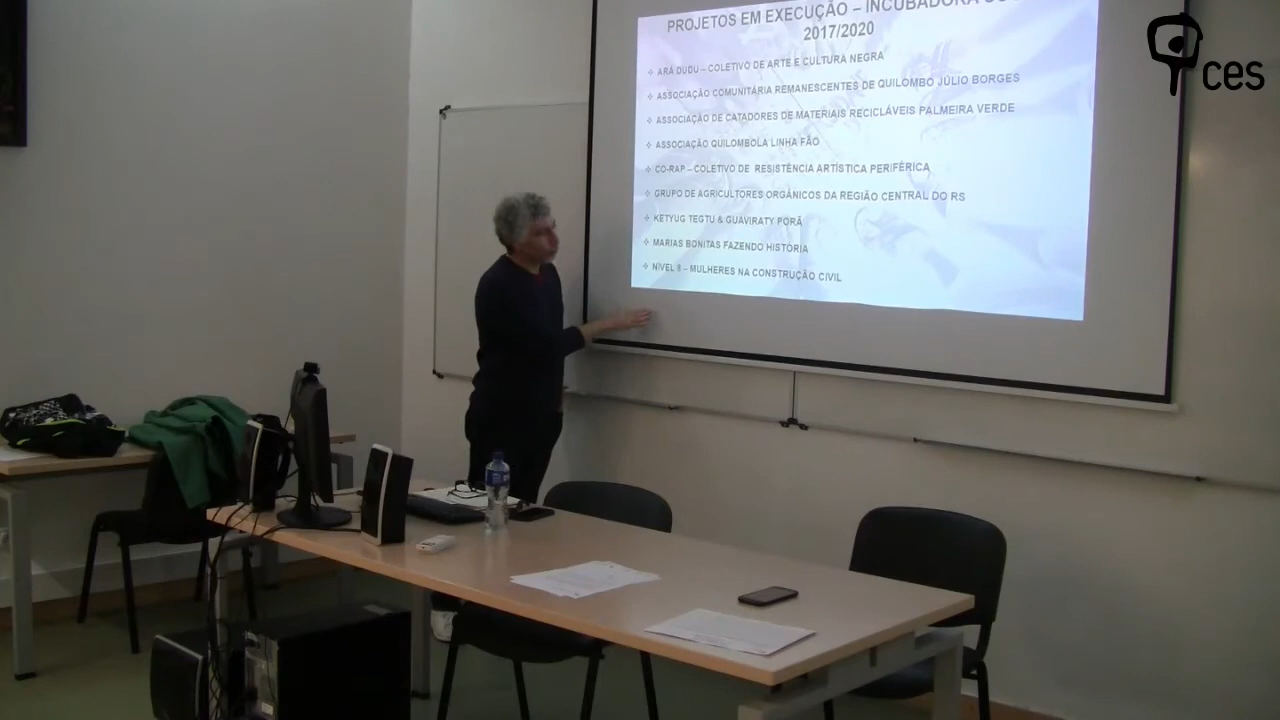 PROJETOS EM EXECUÇÃO – INCUBADORA
2017/2020
ARÁ DUDU – COLETIVO DE ARTE E CULTURA NEGRA
ASSOCIAÇÃO COMUNITÁRIA REMANESCENTES DE QUILOMBO JÚLIO BORGES
ASSOCIAÇÃO DE CATADORES DE MATERIAIS RECICLÁVEIS PALMEIRA VERDE
ASSOCIAÇÃO QUILOMBOLA LINHA FÃO
CO-RAP – COLETIVO DE RESISTÊNCIA ARTÍSTICA PERIFÉRICA
GRUPO DE AGRICULTORES ORGÂNICOS DA REGIÃO CENTRAL DO RS
KETYUG TEGTU & GUAVIRATY PORÃ
MARIAS BONITAS FAZENDO HISTÓRIA
NÍVEL 8 – MULHERES NA CONSTRUÇÃO CIVIL
ces